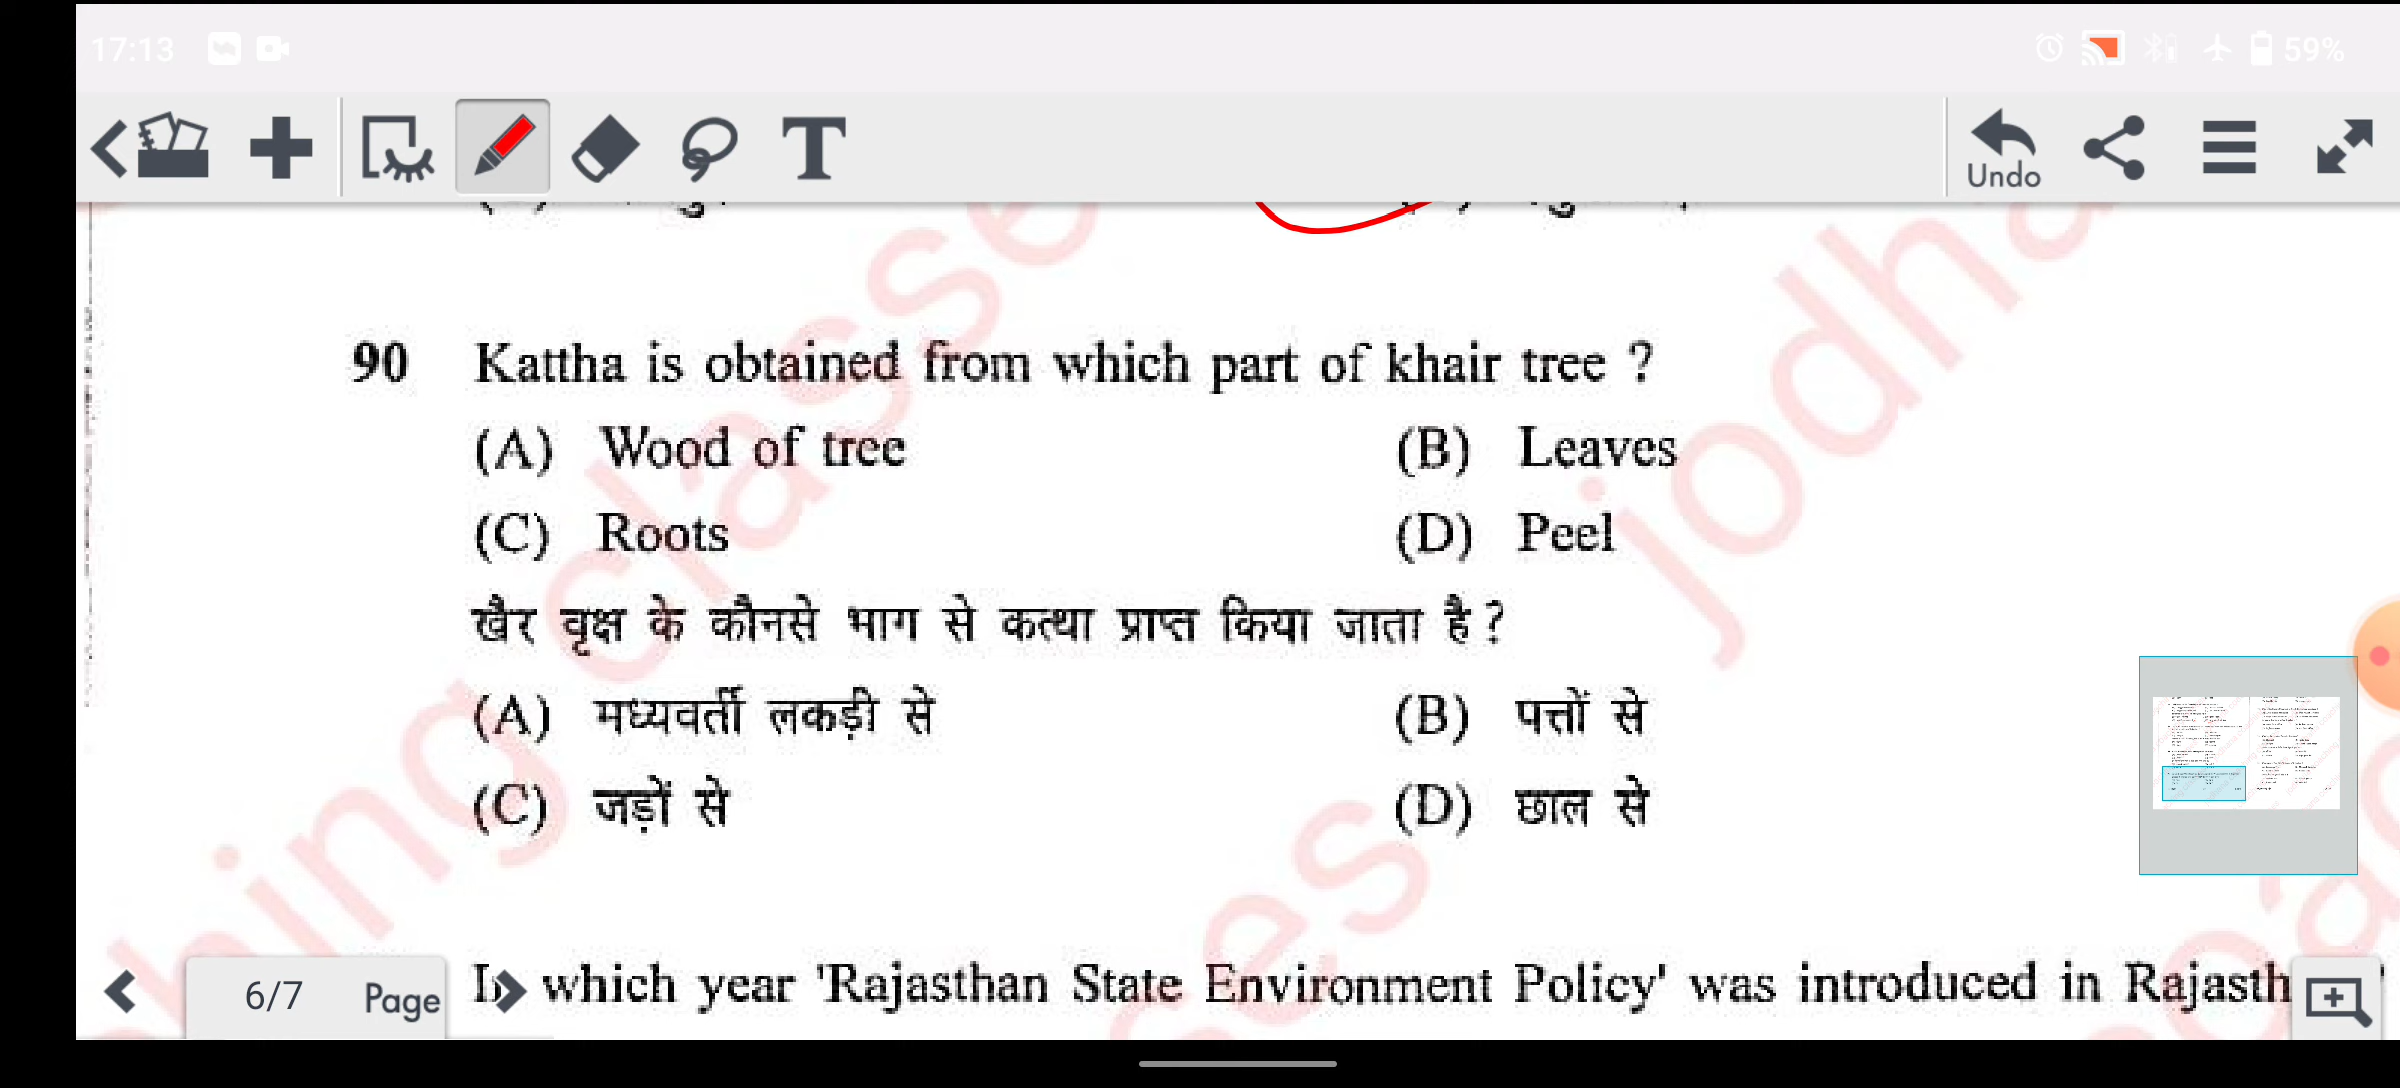 17:13
59%
T
Undo
90 Kattha is obtained from which part of khair tree ?
(A) Wood of tree (B) Leaves
(C) Roots (D) Peel
खैर वृक्ष के कौनसे भाग से कत्था प्राप्त किया जाता है ?
(A) मध्यवर्ती लकड़ी से (B) पत्तों से
(C) जड़ों से (D) छाल से
which year 'Rajasthan State Environment Policy' was introduced in
6/7 Page